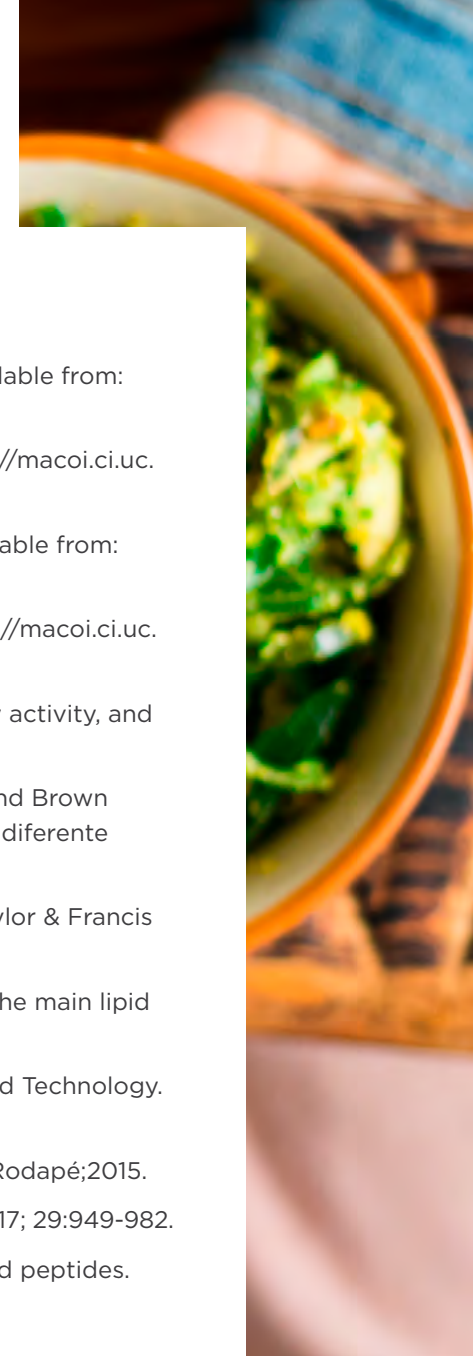 lable from:
//macoi.ci.uc.
able from:
//macoi.ci.uc.
activity, and
nd Brown
diferente
ylor & Francis
he main lipid
d Technology.
Rodapé;2015.
17; 29:949-982.
d peptides.